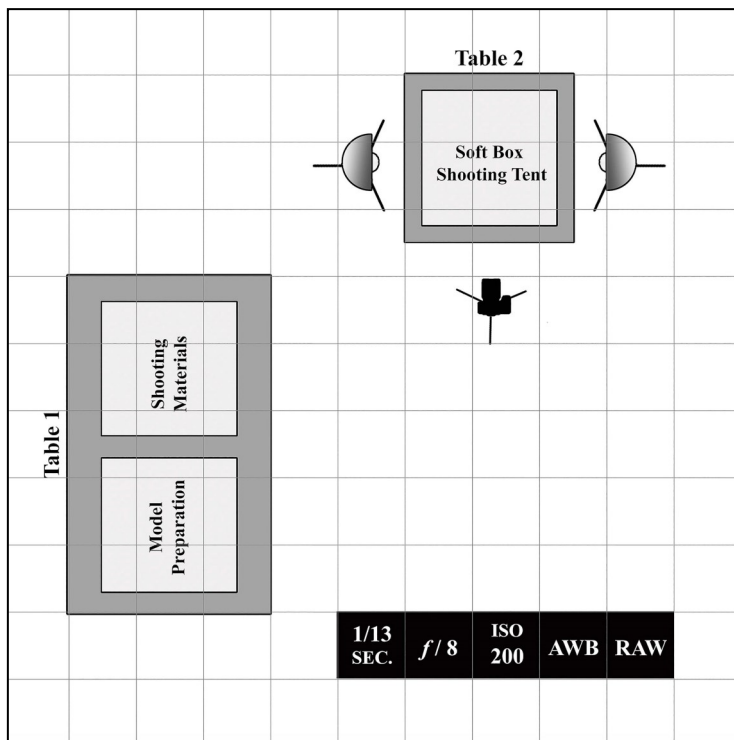 Table 2
Soft Box
Shooting Tent
Table 1
Shooting
Materials
Model
Preparation
1/13
SEC.
f / 8
ISO
200
AWB
RAW